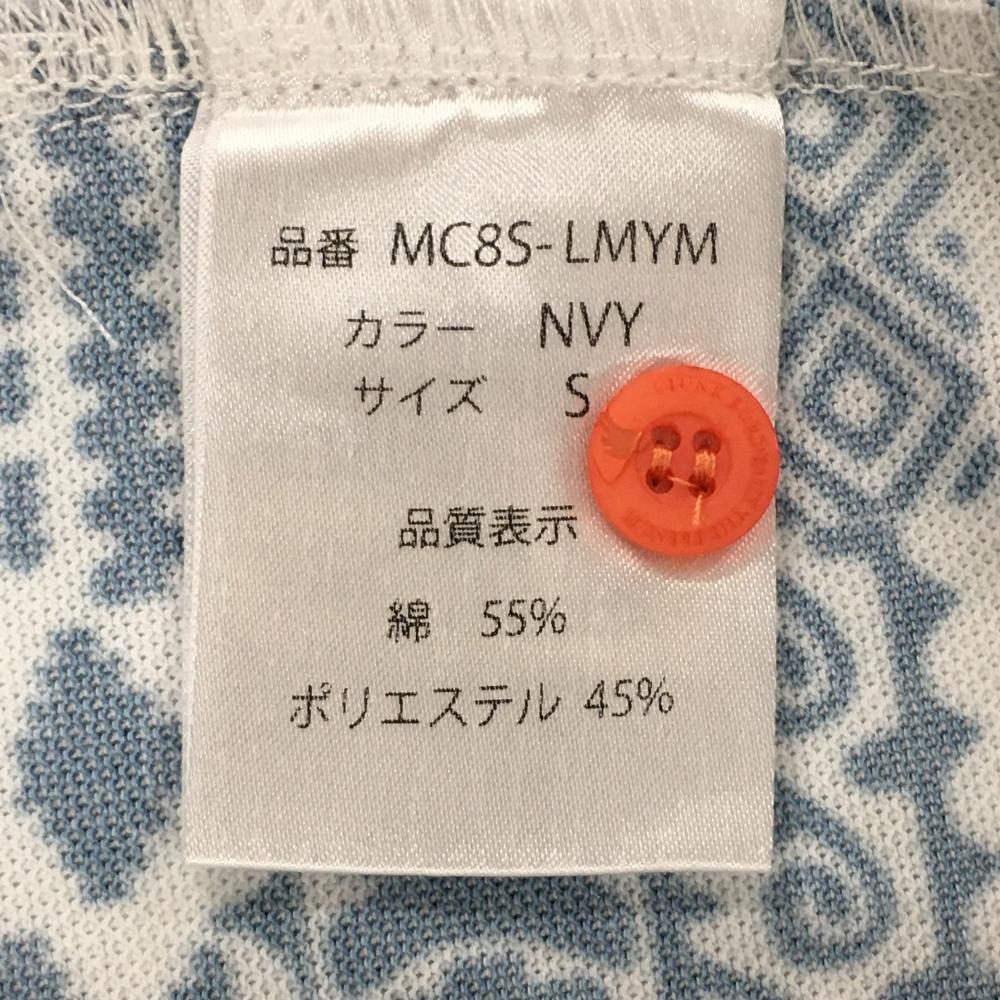 品番 MC8S-LMYM
カラー NVY
サイズ S
品質表示
綿 55%
ポリエステル 45%